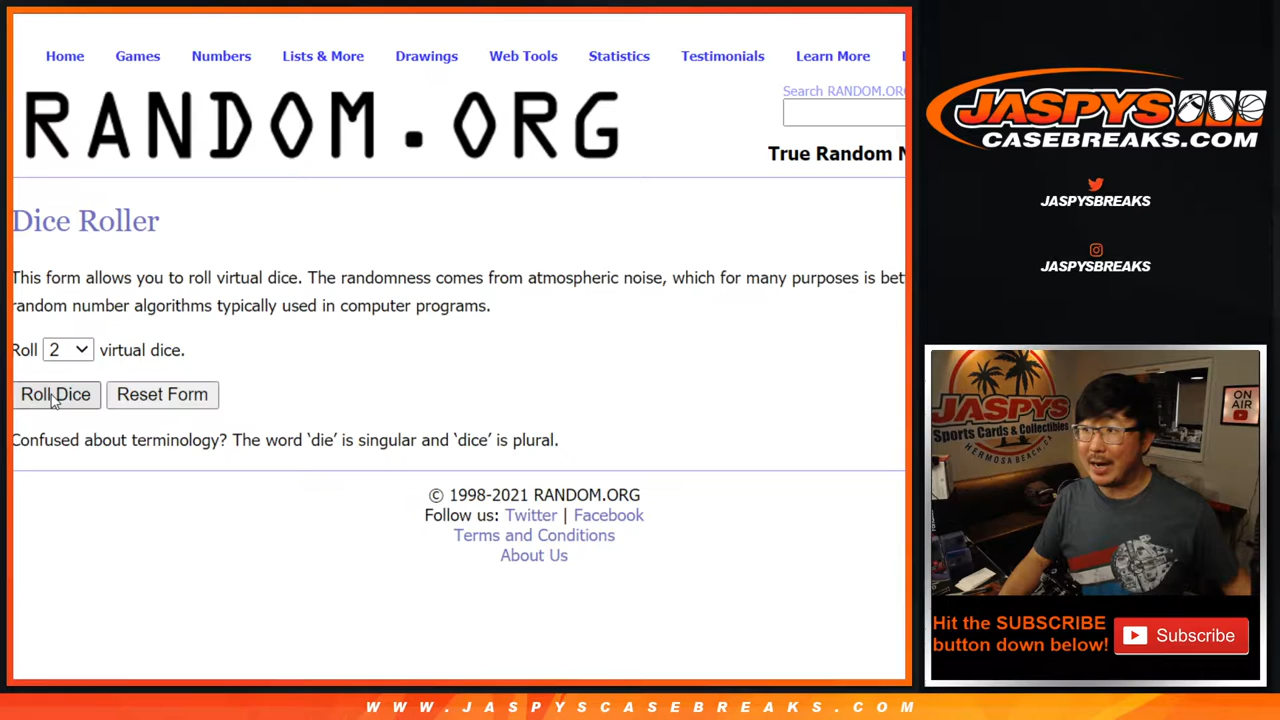 Home Games Numbers Lists & More Drawings Web Tools Statistics Testimonials Learn More
RANDOM.ORG
Search RANDOM.ORG
True Random N
Dice Roller
This form allows you to roll virtual dice. The randomness comes from atmospheric noise, which for many purposes is bet
random number algorithms typically used in computer programs.
Roll 2 virtual dice.
Roll Dice Reset Form
Confused about terminology? The word ‘die’ is singular and ‘dice’ is plural.
© 1998-2021 RANDOM.ORG
Follow us: Twitter | Facebook
Terms and Conditions
About Us
JASPYS
CASEBREAKS.COM
JASPYSBREAKS
JASPYSBREAKS
JASPYS
Sports Cards & Collectibles
HERMOSA BEACH, CA
ON
AIR
Hit the SUBSCRIBE
button down below!
Subscribe
WWW.JASPYSCASEBREAKS.COM